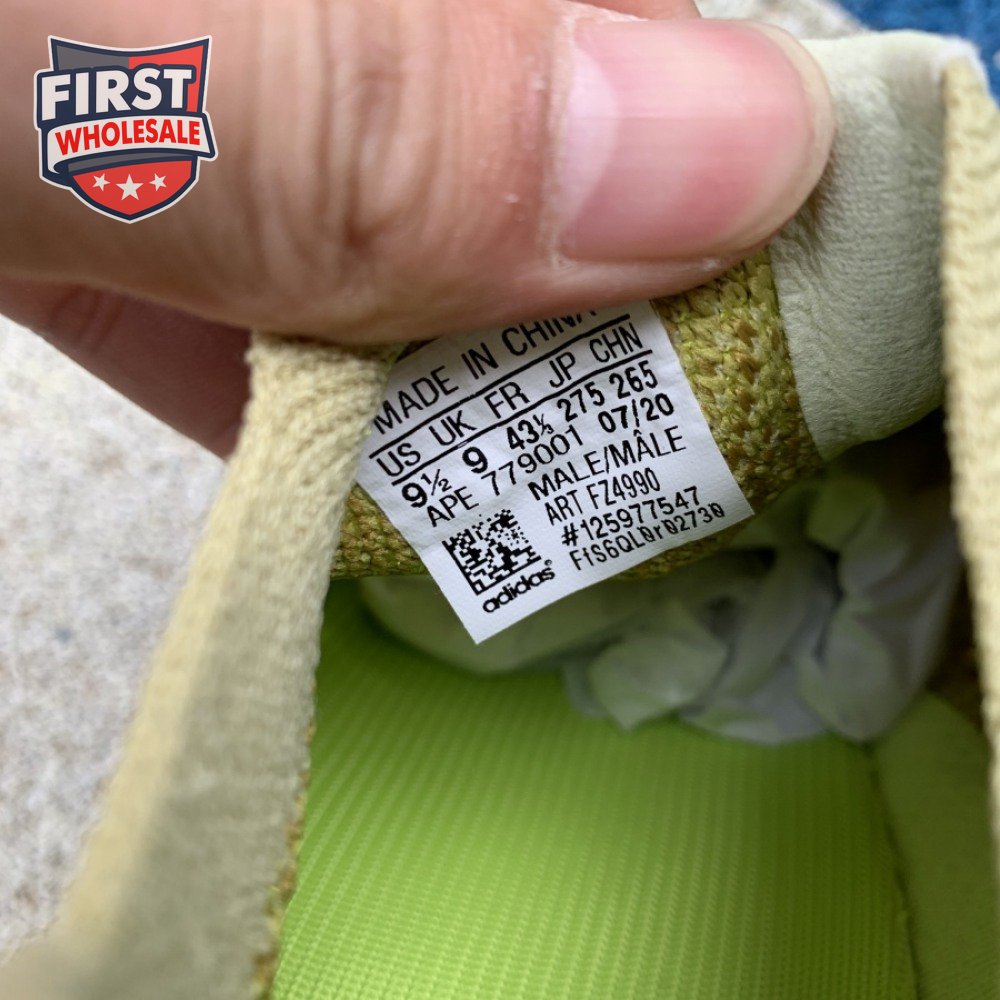 FIRST
WHOLESALE
MADE IN CHINA
US UK FR JP CHN
9½ 9 43⅓ 275 265
APE 779001 07/20
MALE/MÂLE
ART FZ4990
#125977547
FfS6QL0r02730
adidas®